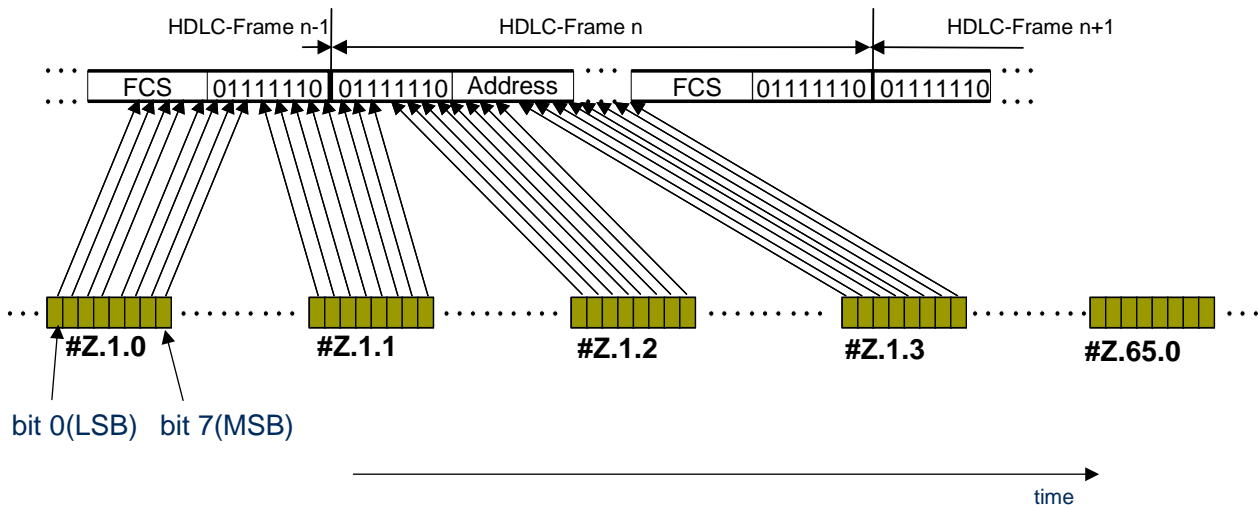 HDLC-Frame n-1 HDLC-Frame n HDLC-Frame n+1
FCS 01111110 01111110 Address FCS 01111110 01111110
#Z.1.0 #Z.1.1 #Z.1.2 #Z.1.3 #Z.65.0
bit 0(LSB) bit 7(MSB)
time